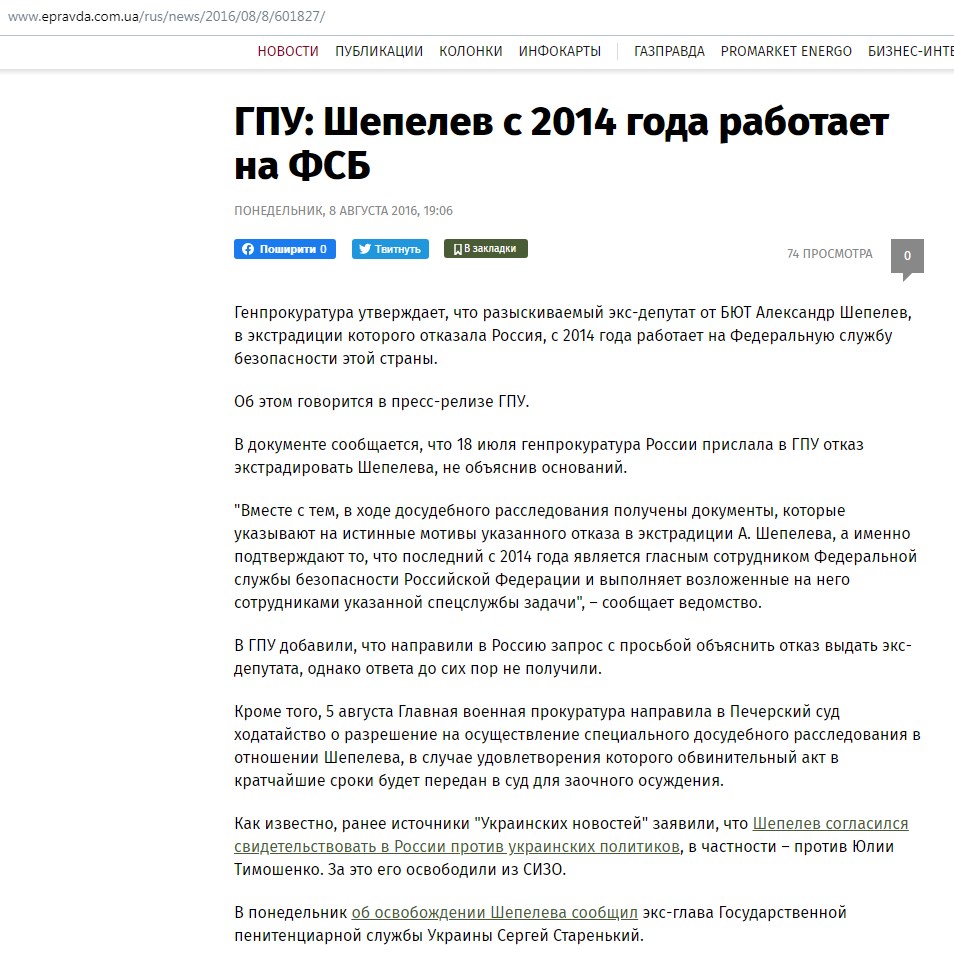 www.epravda.com.ua/rus/news/2016/08/8/601827/
НОВОСТИ ПУБЛИКАЦИИ КОЛОНКИ ИНФОКАРТЫ ГАЗПРАВДА PROMARKET ENERGO БИЗНЕС-ИНТЕ
ГПУ: Шепелев с 2014 года работает
на ФСБ
ПОНЕДЕЛЬНИК, 8 АВГУСТА 2016, 19:06
Поширити 0 Твитнуть В закладки 74 ПРОСМОТРА 0
Генпрокуратура утверждает, что разыскиваемый экс-депутат от БЮТ Александр Шепелев,
в экстрадиции которого отказала Россия, с 2014 года работает на Федеральную службу
безопасности этой страны.
Об этом говорится в пресс-релизе ГПУ.
В документе сообщается, что 18 июля генпрокуратура России прислала в ГПУ отказ
экстрадировать Шепелева, не объяснив оснований.
"Вместе с тем, в ходе досудебного расследования получены документы, которые
указывают на истинные мотивы указанного отказа в экстрадиции А. Шепелева, а именно
подтверждают то, что последний с 2014 года является гласным сотрудником Федеральной
службы безопасности Российской Федерации и выполняет возложенные на него
сотрудниками указанной спецслужбы задачи", – сообщает ведомство.
В ГПУ добавили, что направили в Россию запрос с просьбой объяснить отказ выдать экс-
депутата, однако ответа до сих пор не получили.
Кроме того, 5 августа Главная военная прокуратура направила в Печерский суд
ходатайство о разрешение на осуществление специального досудебного расследования в
отношении Шепелева, в случае удовлетворения которого обвинительный акт в
кратчайшие сроки будет передан в суд для заочного осуждения.
Как известно, ранее источники "Украинских новостей" заявили, что Шепелев согласился
свидетельствовать в России против украинских политиков, в частности – против Юлии
Тимошенко. За это его освободили из СИЗО.
В понедельник об освобождении Шепелева сообщил экс-глава Государственной
пенитенциарной службы Украины Сергей Старенький.